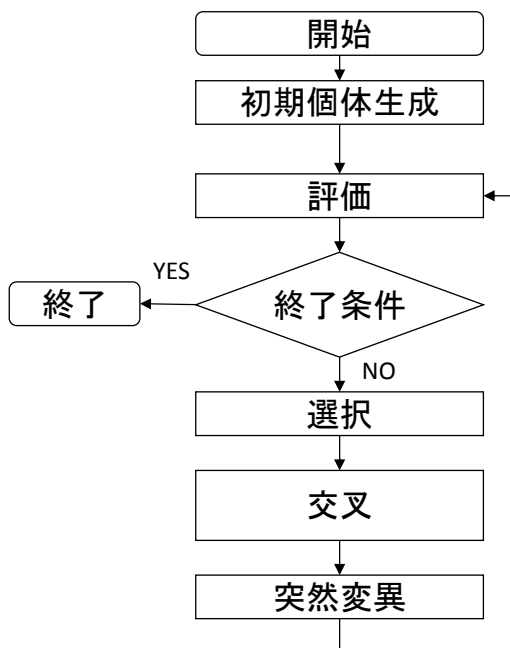 開始
初期個体生成
評価
YES
終了
終了条件
NO
選択
交叉
突然変異